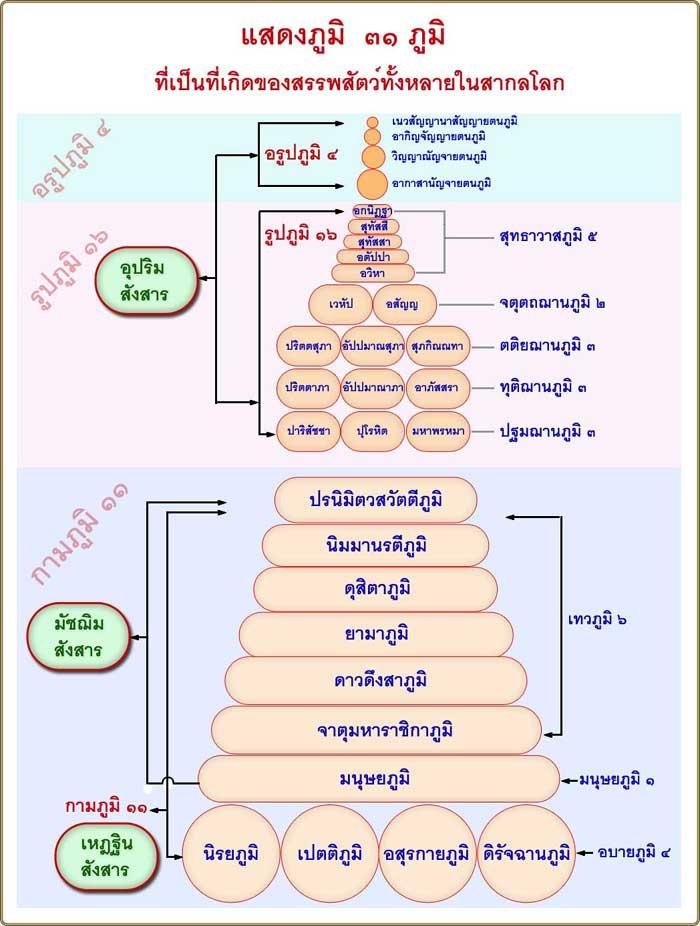 แสดงภูมิ ๓๑ ภูมิ
ที่เป็นที่เกิดของสรรพสัตว์ทั้งหลายในสากลโลก
อรูปภูมิ ๔
เนวสัญญานาสัญญายตนภูมิ
อากิญจัญญายตนภูมิ
อรูปภูมิ ๔
วิญญาณัญจายตนภูมิ
อากาสานัญจายตนภูมิ
รูปภูมิ ๑๖
อุปริม
สังสาร
รูปภูมิ ๑๖
อกนิฏฐา
สุทัสสี
สุทัสสา
อตัปปา
อวิหา
สุทธาวาสภูมิ ๕
เวหัป อสัญญ จตุตถฌานภูมิ ๒
ปริตตสุภา อัปปมาณสุภา สุภกิณณทา ตติยฌานภูมิ ๓
ปริตตาภา อัปปมาณาภา อาภัสสรา ทุติฌานภูมิ ๓
ปาริสัชชา ปุโรหิต มหาพรหมา ปฐมฌานภูมิ ๓
กามภูมิ ๑๑
ปรนิมิตวสวัตตีภูมิ
นิมมานรตีภูมิ
ดุสิตาภูมิ
ยามาภูมิ
ดาวดึงสาภูมิ
จาตุมหาราชิกาภูมิ
เทวภูมิ ๖
มัชฌิม
สังสาร
มนุษยภูมิ มนุษยภูมิ ๑
กามภูมิ ๑๑
เหฏฐิน
สังสาร
นิรยภูมิ เปตติภูมิ อสุรกายภูมิ ดิรัจฉานภูมิ อบายภูมิ ๔